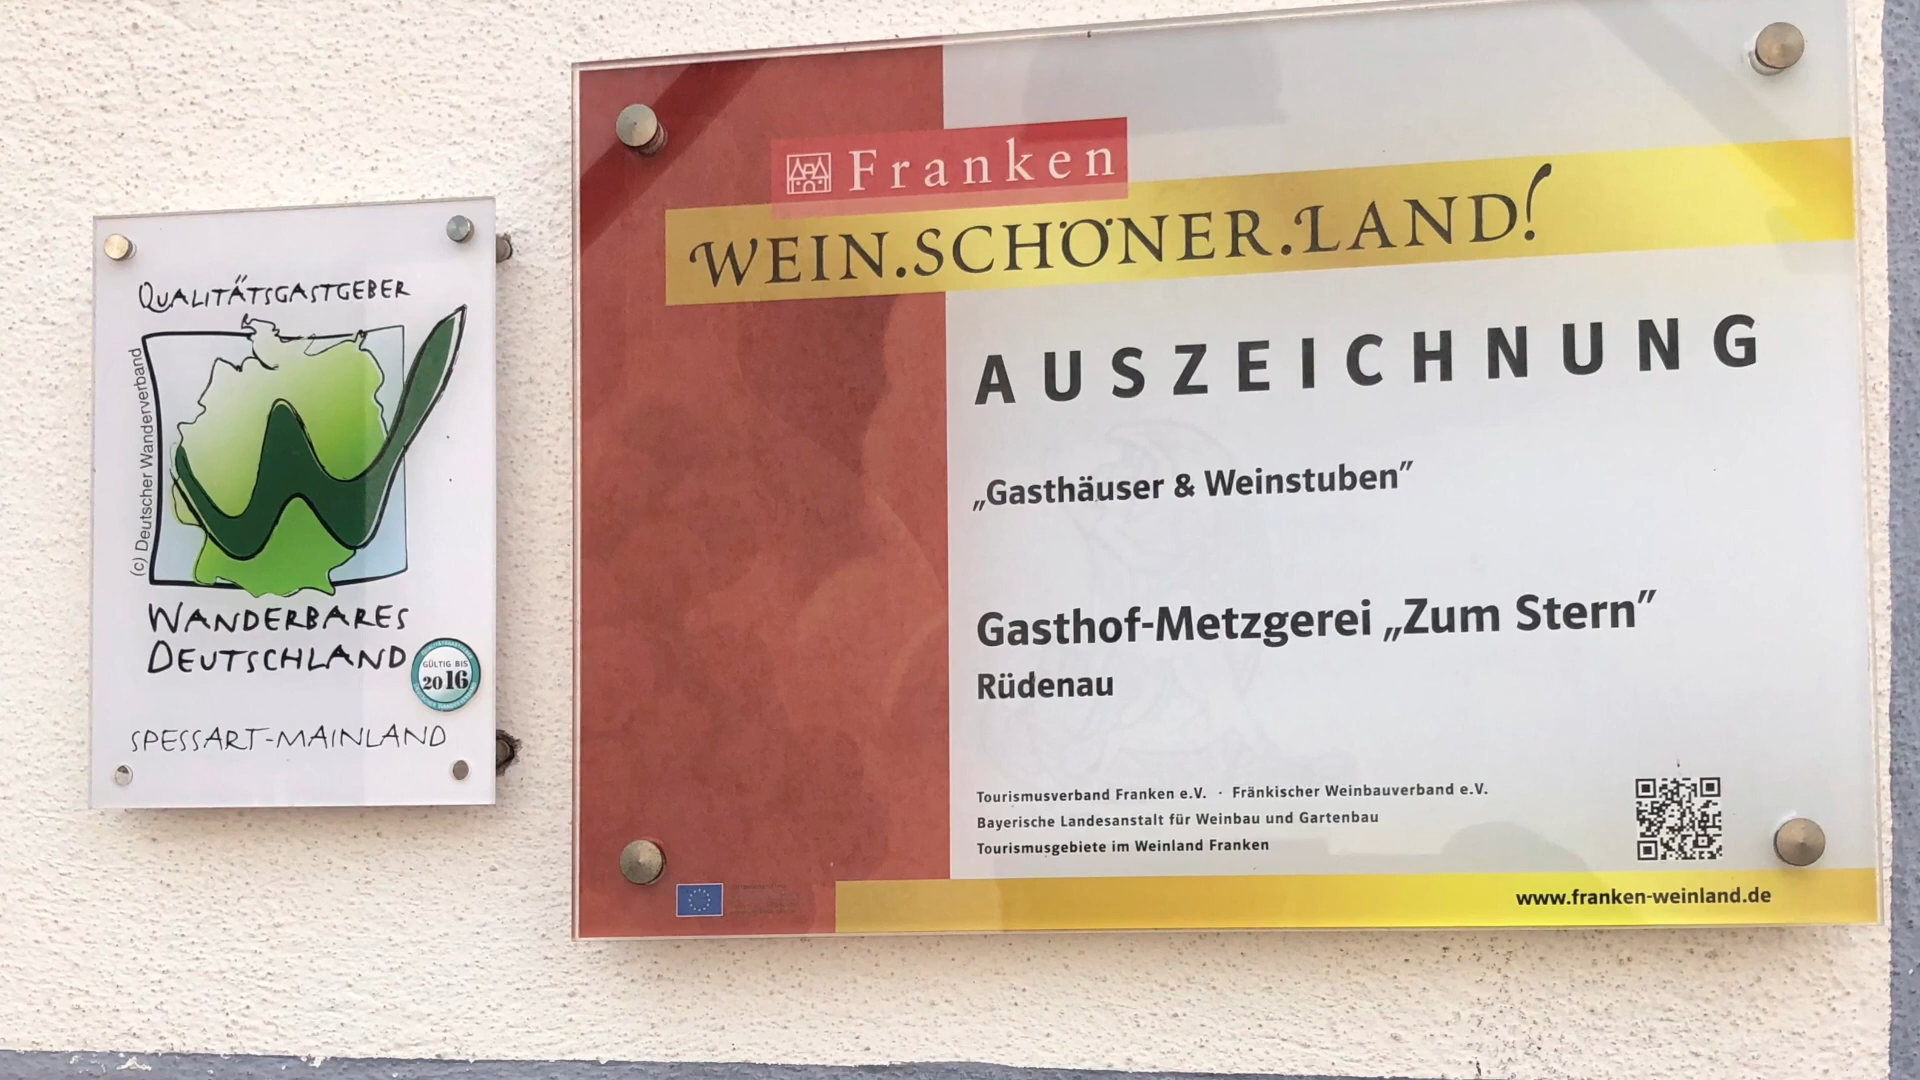 QUALITÄTSGASTGEBER
(c) Deutscher Wanderverband
WANDERBARES
DEUTSCHLAND
GÜLTIG BIS
2016
SPESSART-MAINLAND
Franken
WEIN.SCHÖNER.LAND!
AUSZEICHNUNG
„Gasthäuser & Weinstuben”
Gasthof-Metzgerei „Zum Stern”
Rüdenau
Tourismusverband Franken e.V. · Fränkischer Weinbauverband e.V.
Bayerische Landesanstalt für Weinbau und Gartenbau
Tourismusgebiete im Weinland Franken
www.franken-weinland.de